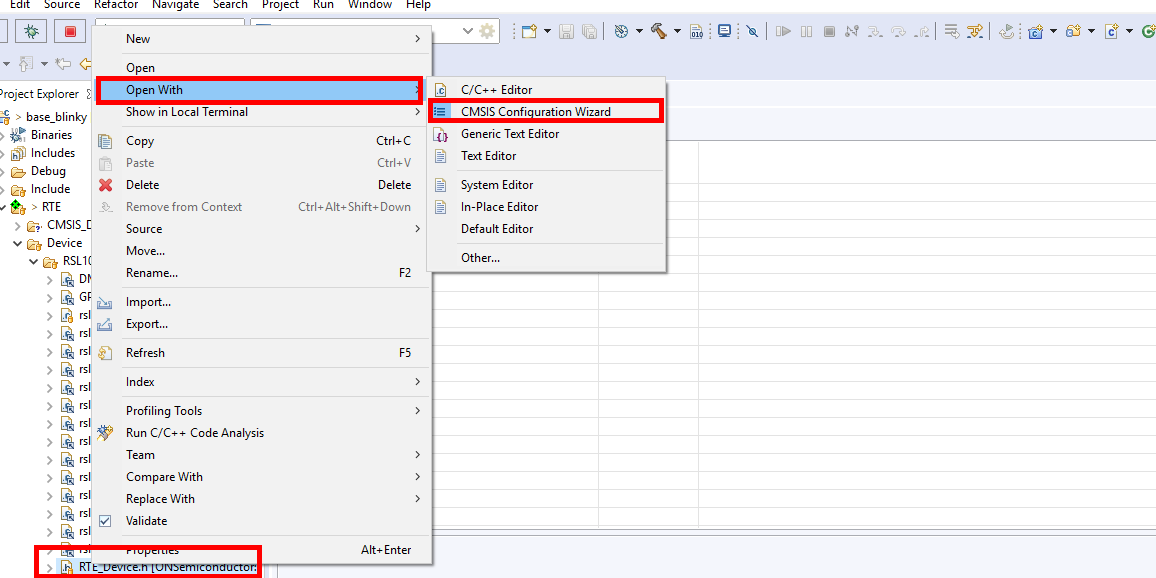 Edit Source Refactor Navigate Search Project Run Window Help
Project Explorer
> base_blinky
Binaries
Includes
Debug
Include
> RTE
CMSIS_D
Device
RSL10
rsl
rsl
rsl
rsl
rsl
rsl
rsl
rsl
rsl
rsl
rsl
rsl
rsl
RTE_Device.h [ONSemiconductor:
New
Open
Open With
Show in Local Terminal
Copy Ctrl+C
Paste Ctrl+V
Delete Delete
Remove from Context Ctrl+Alt+Shift+Down
Source
Move...
Rename... F2
Import...
Export...
Refresh F5
Index
Profiling Tools
Run C/C++ Code Analysis
Team
Compare With
Replace With
Validate
Properties Alt+Enter
C/C++ Editor
CMSIS Configuration Wizard
Generic Text Editor
Text Editor
System Editor
In-Place Editor
Default Editor
Other...
010